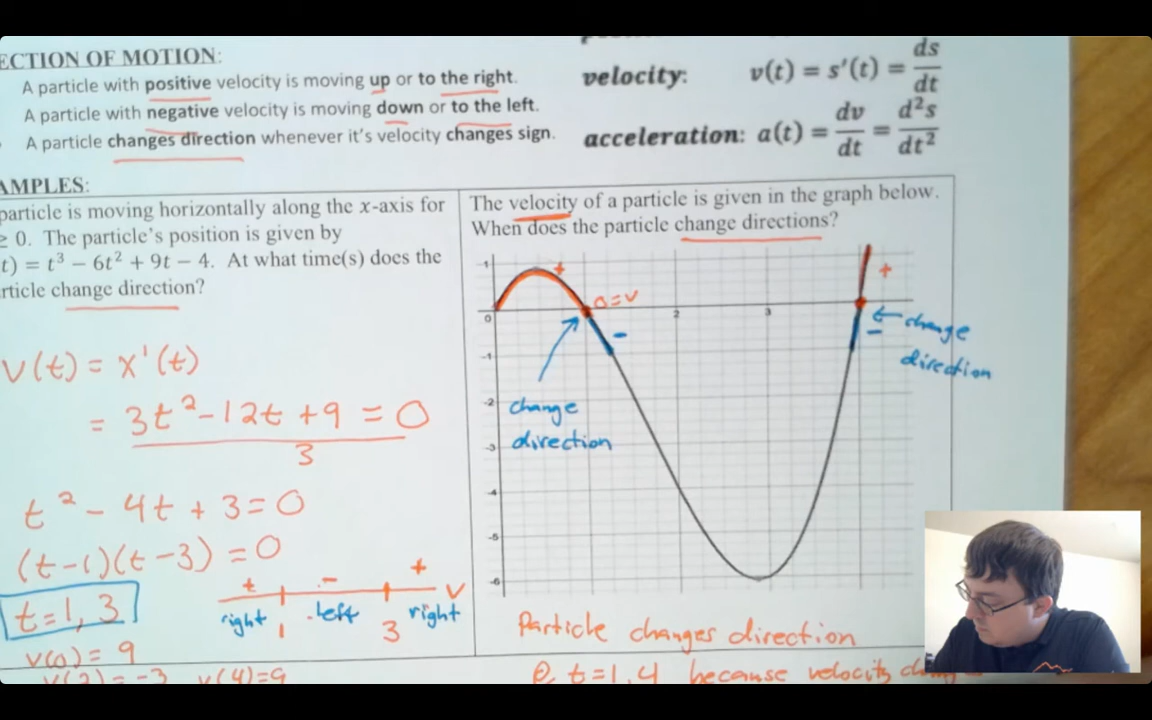 ECTION OF MOTION:
A particle with positive velocity is moving up or to the right.
A particle with negative velocity is moving down or to the left.
A particle changes direction whenever it's velocity changes sign.
velocity: v(t) = s'(t) = ds/dt
acceleration: a(t) = dv/dt = d²s/dt²
AMPLES:
particle is moving horizontally along the x-axis for
≥ 0. The particle's position is given by
t) = t³ − 6t² + 9t − 4. At what time(s) does the
rticle change direction?
v(t) = x'(t)
= 3t² - 12t + 9 = 0
3
t² - 4t + 3 = 0
(t-1)(t-3) = 0
t = 1, 3
+ - + v
right left right
1 3
v(0) = 9
v(2) = -3 v(4) = 9
The velocity of a particle is given in the graph below.
When does the particle change directions?
1
+ +
0 = v
0 2 3
- -
← change
direction
-1
-2
change
direction
-3
-4
-5
-6
Particle changes direction
@ t = 1, 4 because velocity